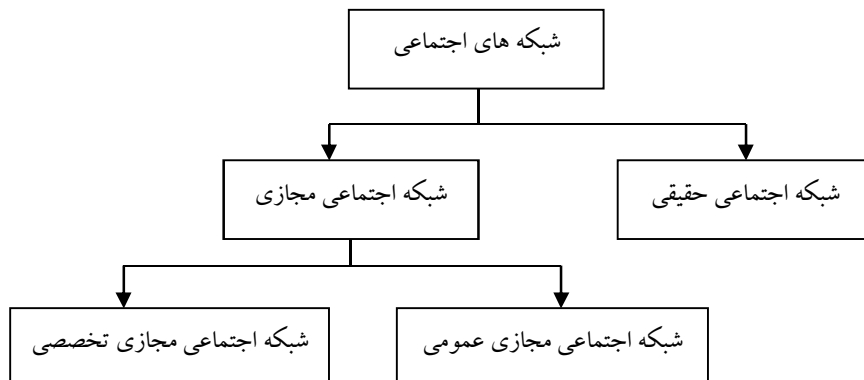 شبکه های اجتماعی
شبکه اجتماعی حقیقی
شبکه اجتماعی مجازی
شبکه اجتماعی مجازی عمومی
شبکه اجتماعی مجازی تخصصی